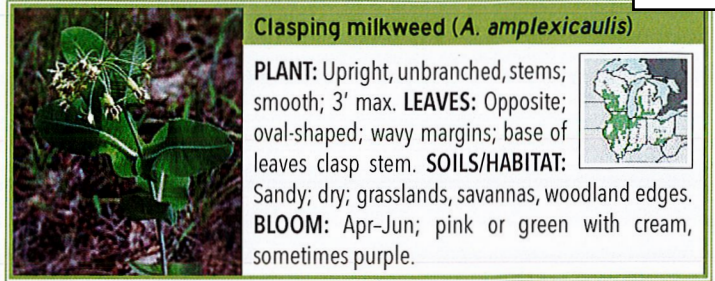 Clasping milkweed (A. amplexicaulis)
PLANT: Upright, unbranched, stems;
smooth; 3' max. LEAVES: Opposite;
oval-shaped; wavy margins; base of
leaves clasp stem. SOILS/HABITAT:
Sandy; dry; grasslands, savannas, woodland edges.
BLOOM: Apr–Jun; pink or green with cream,
sometimes purple.